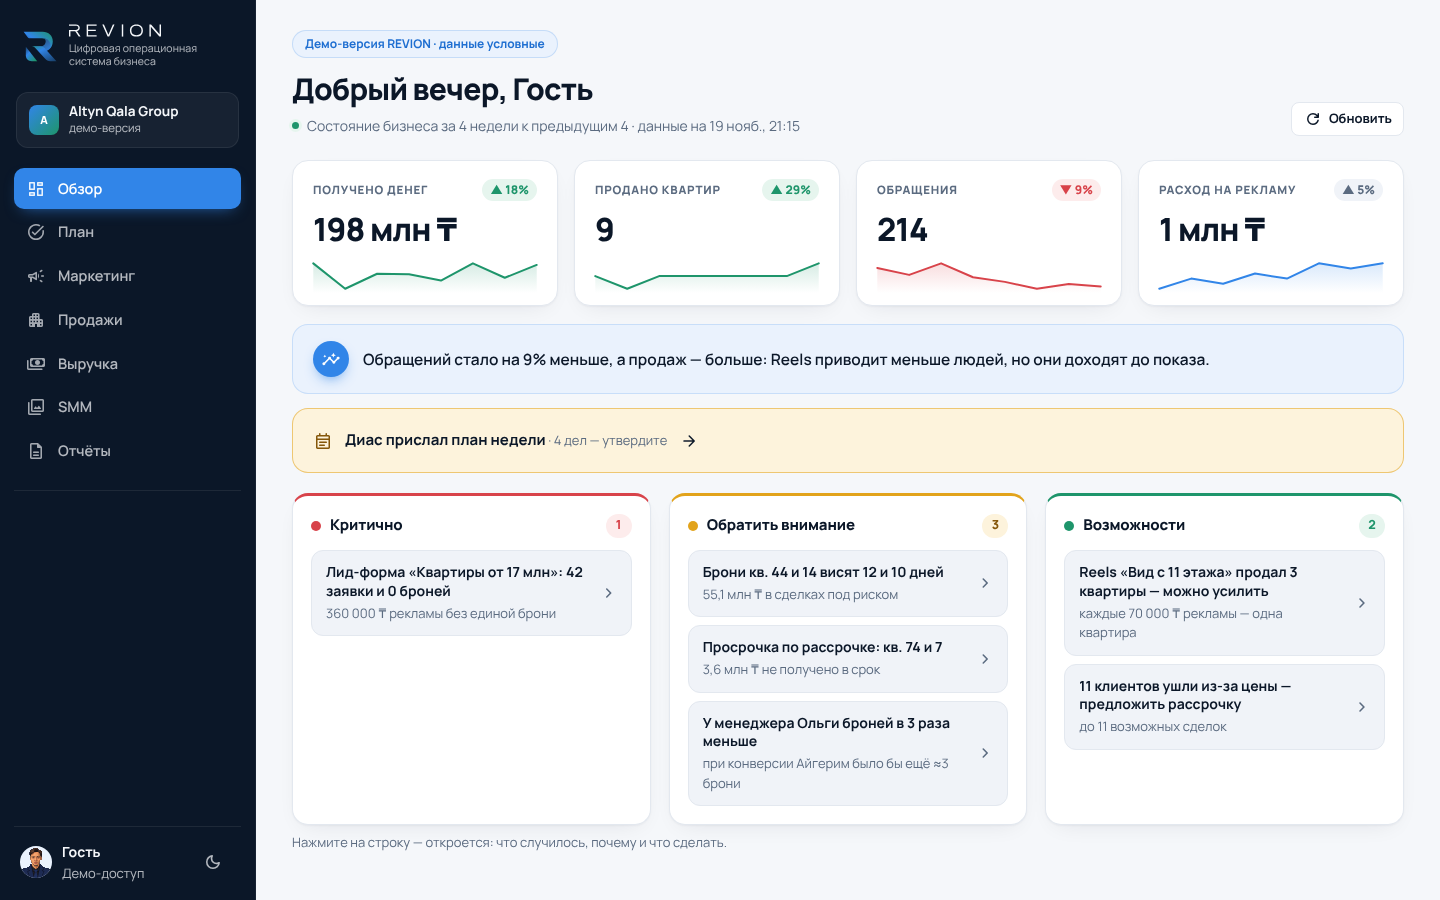 REVION
Цифровая операционная
система бизнеса
A
Altyn Qala Group
демо-версия
Обзор
План
Маркетинг
Продажи
Выручка
SMM
Отчёты
Гость
Демо-доступ
Демо-версия REVION · данные условные
Добрый вечер, Гость
Состояние бизнеса за 4 недели к предыдущим 4 · данные на 19 нояб., 21:15
Обновить
ПОЛУЧЕНО ДЕНЕГ
▲ 18%
198 млн ₸
ПРОДАНО КВАРТИР
▲ 29%
9
ОБРАЩЕНИЯ
▼ 9%
214
РАСХОД НА РЕКЛАМУ
▲ 5%
1 млн ₸
Обращений стало на 9% меньше, а продаж — больше: Reels приводит меньше людей, но они доходят до показа.
Диас прислал план недели · 4 дел — утвердите →
Критично
1
Лид-форма «Квартиры от 17 млн»: 42
заявки и 0 броней
360 000 ₸ рекламы без единой брони
Обратить внимание
3
Брони кв. 44 и 14 висят 12 и 10 дней
55,1 млн ₸ в сделках под риском
Просрочка по рассрочке: кв. 74 и 7
3,6 млн ₸ не получено в срок
У менеджера Ольги броней в 3 раза
меньше
при конверсии Айгерим было бы ещё ≈3
брони
Возможности
2
Reels «Вид с 11 этажа» продал 3
квартиры — можно усилить
каждые 70 000 ₸ рекламы — одна
квартира
11 клиентов ушли из-за цены —
предложить рассрочку
до 11 возможных сделок
Нажмите на строку — откроется: что случилось, почему и что сделать.